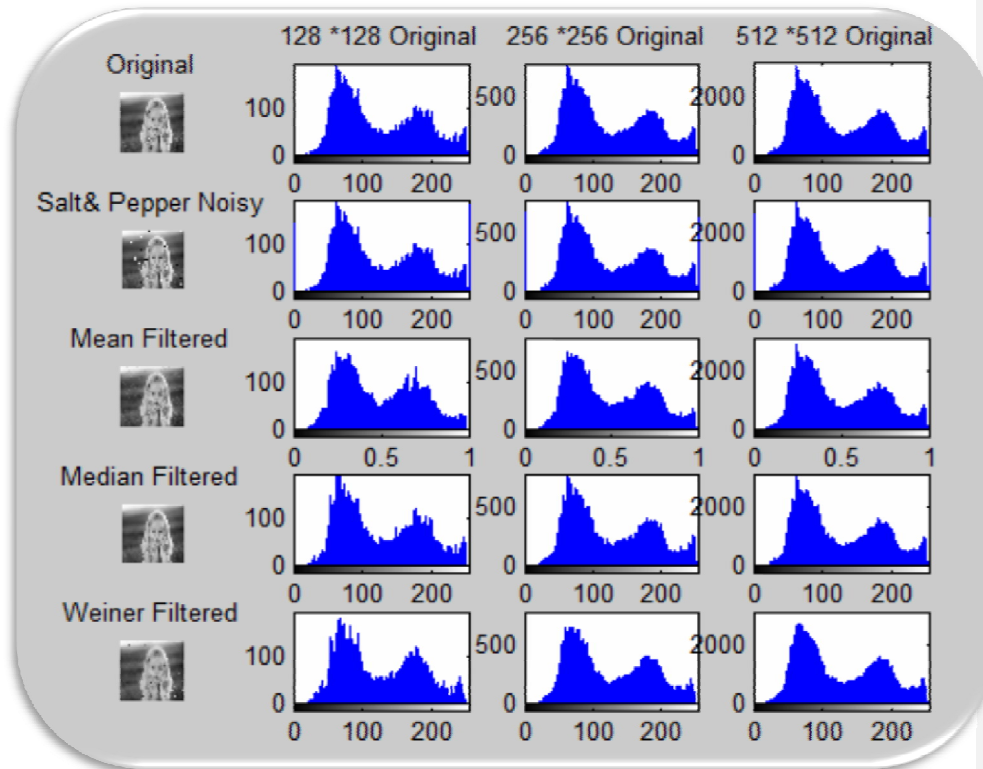 128 *128 Original 256 *256 Original 512 *512 Original
Original
100 500 2000
0 0 0
0 100 200 0 100 200 0 100 200
Salt& Pepper Noisy
100 500 2000
0 0 0
0 100 200 0 100 200 0 100 200
Mean Filtered
100 500 2000
0 0 0
0 0.5 1 0 0.5 1 0 0.5 1
Median Filtered
100 500 2000
0 0 0
0 100 200 0 100 200 0 100 200
Weiner Filtered
100 500 2000
0 0 0
0 100 200 0 100 200 0 100 200